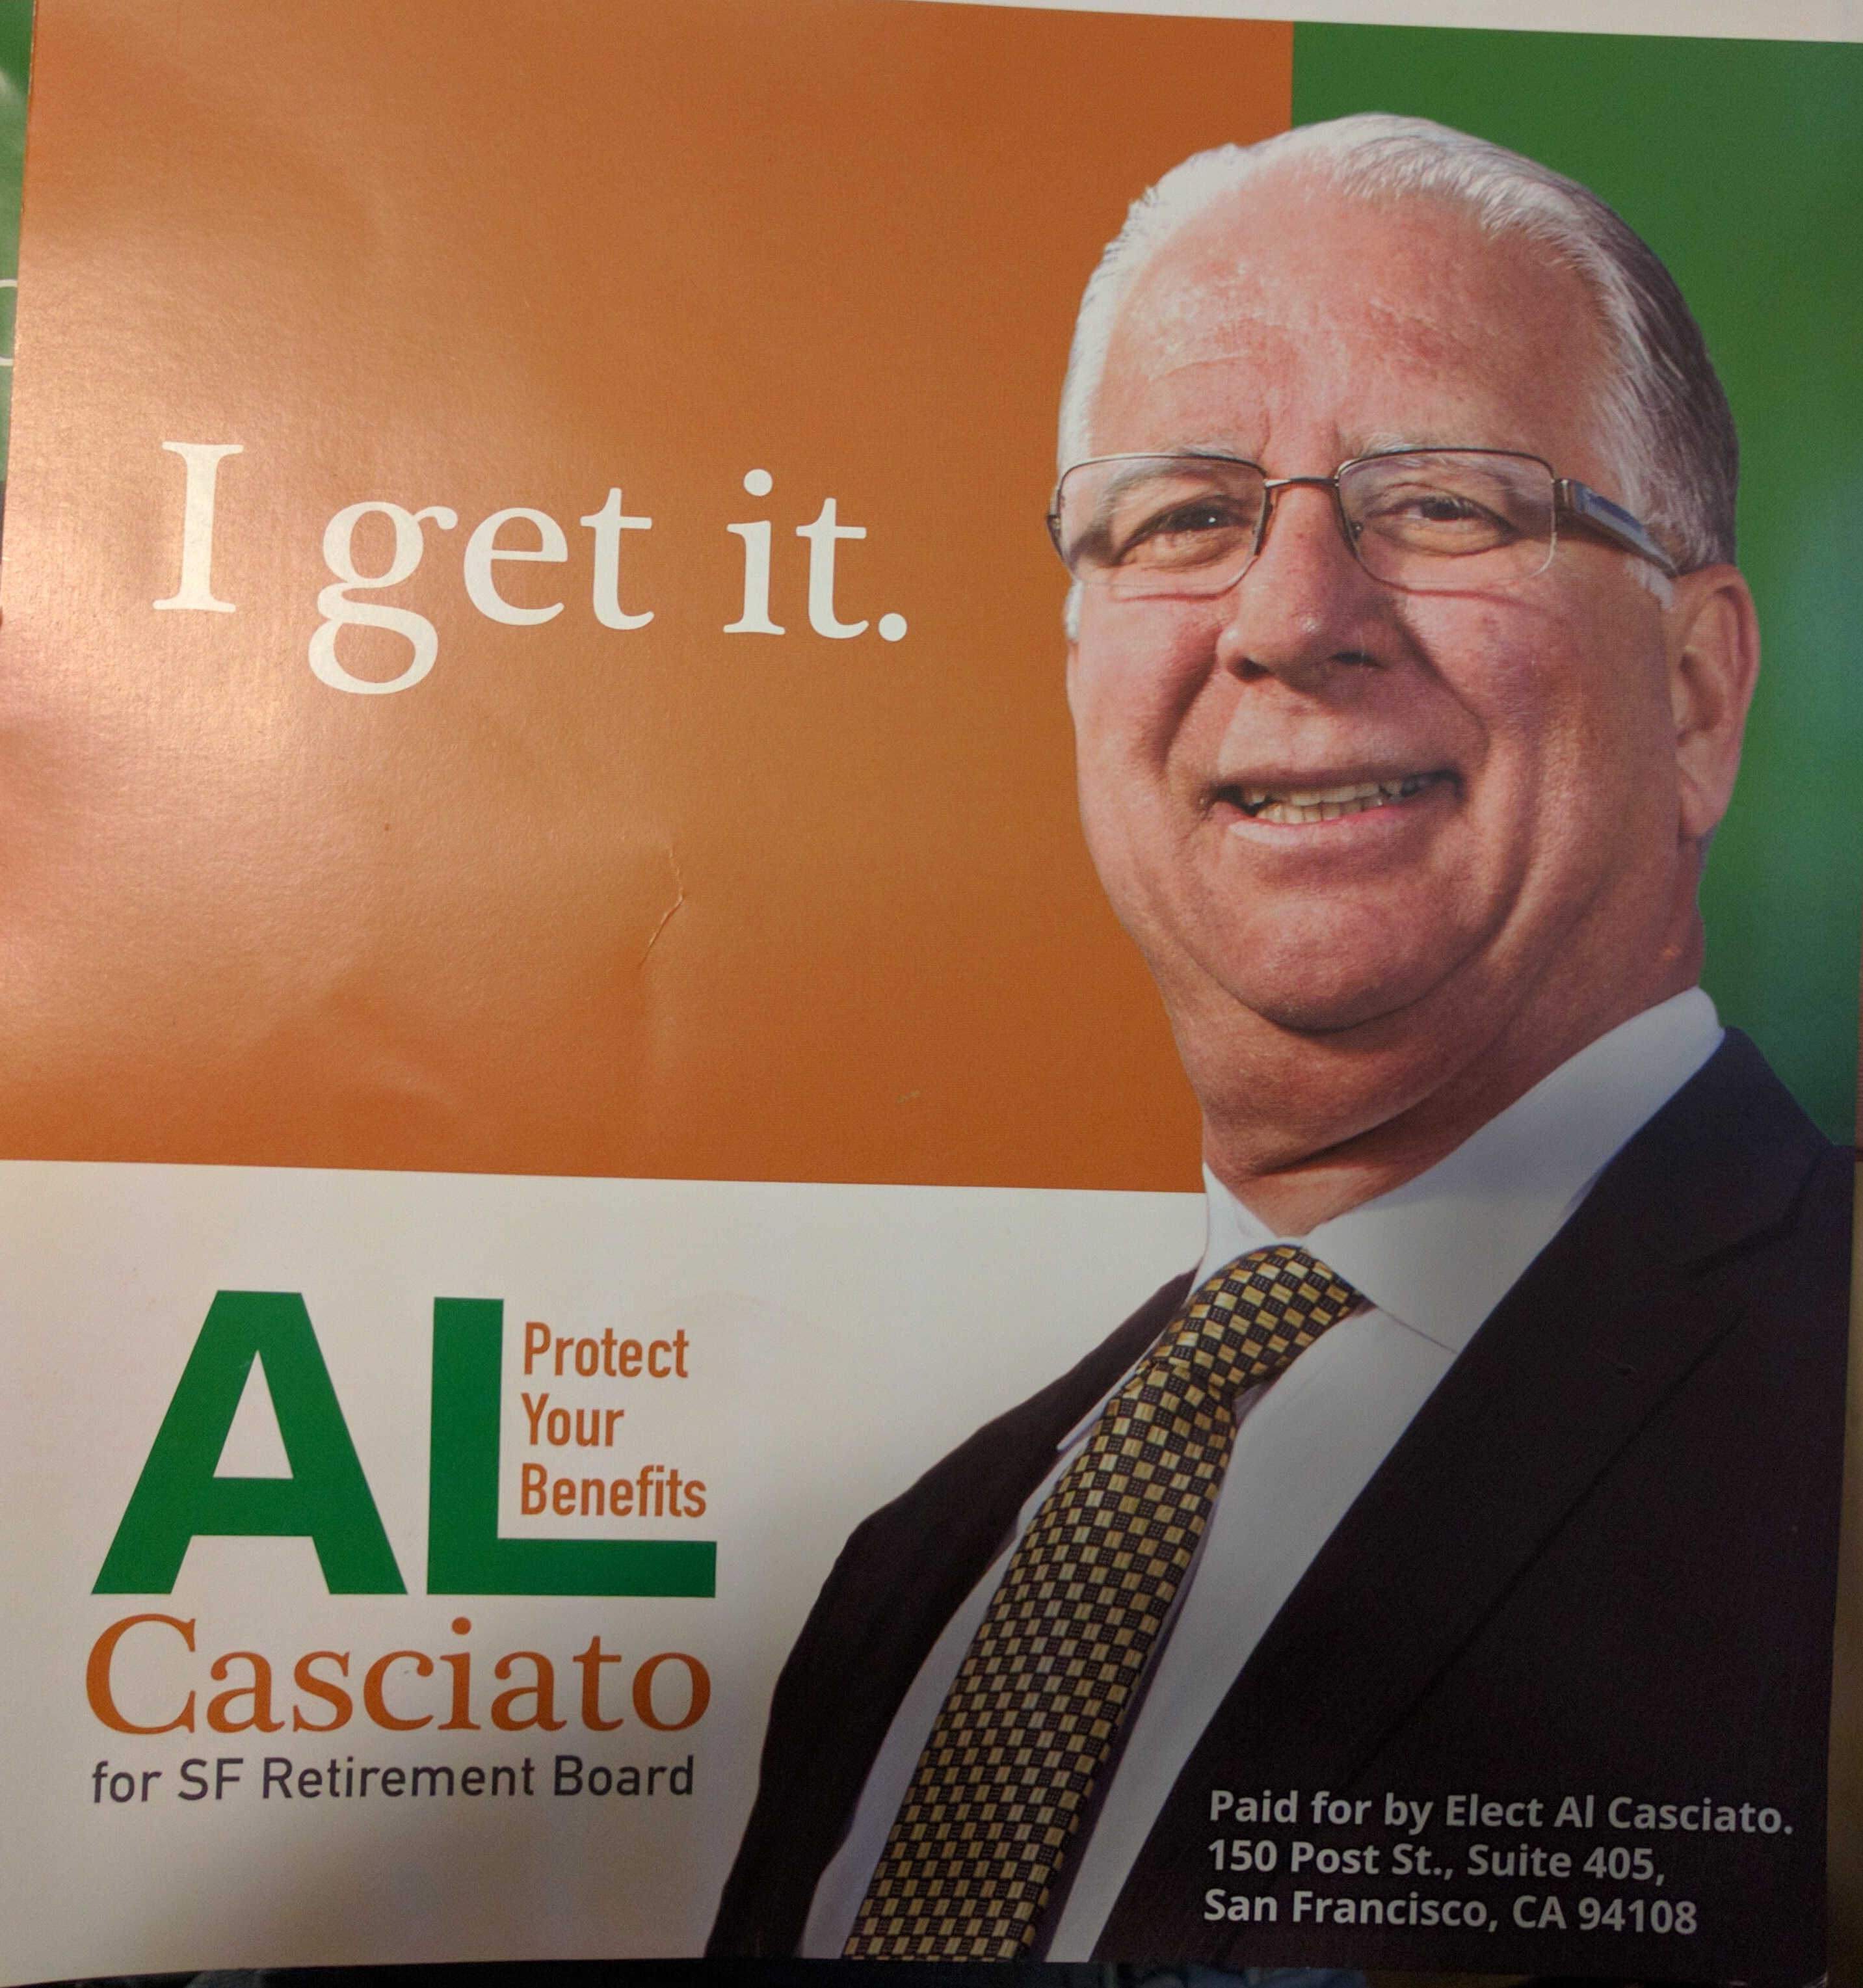 I get it.
AL
Protect
Your
Benefits
Casciato
for SF Retirement Board
Paid for by Elect Al Casciato.
150 Post St., Suite 405,
San Francisco, CA 94108